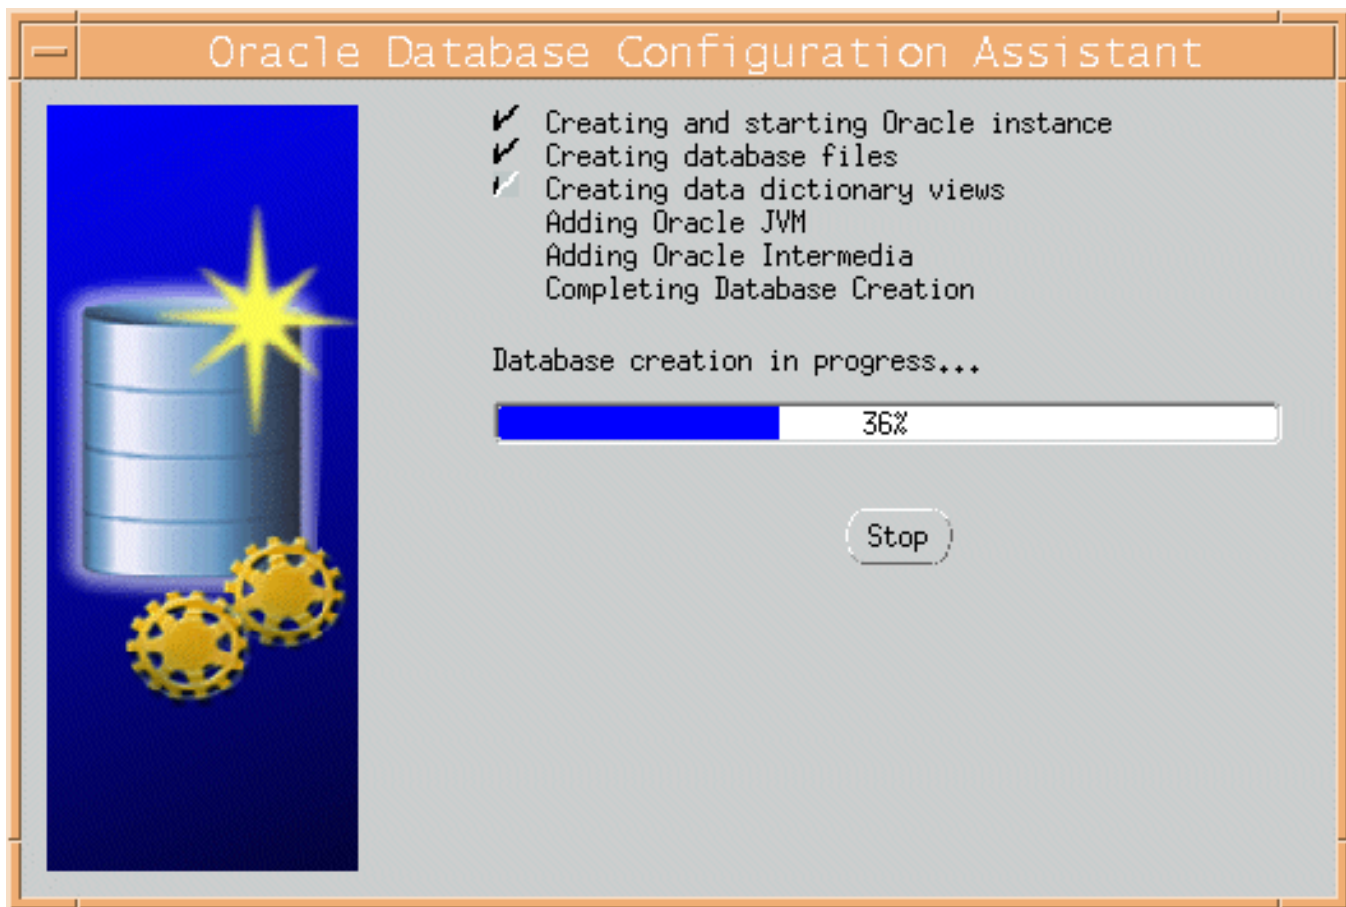 Oracle Database Configuration Assistant
Creating and starting Oracle instance
Creating database files
Creating data dictionary views
Adding Oracle JVM
Adding Oracle Intermedia
Completing Database Creation
Database creation in progress...
36%
Stop